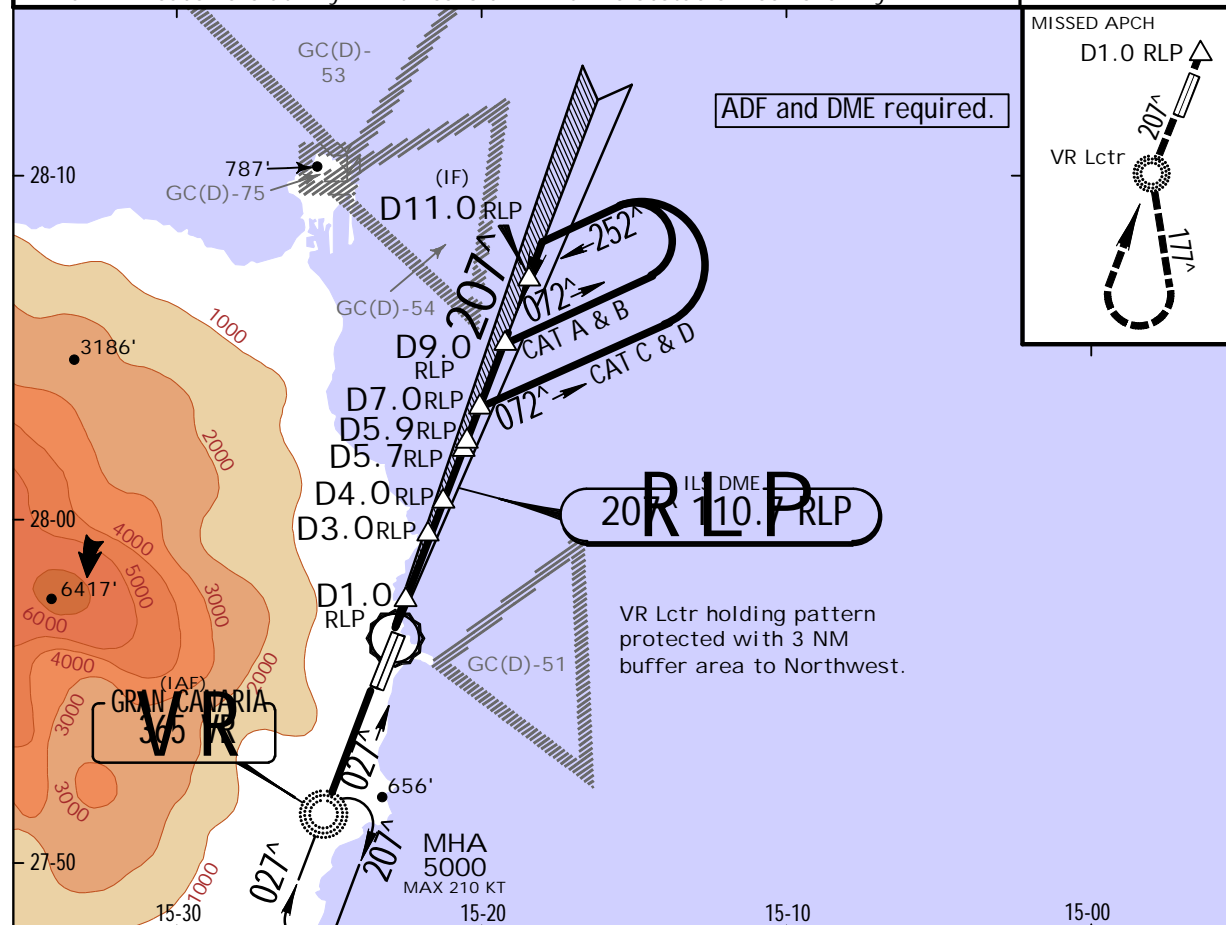 MISSED APCH
D1.0 RLP
207^
VR Lctr
177^
ADF and DME required.
GC(D)-
53
787'
GC(D)-75
28-10
(IF)
D11.0 RLP
252^
072^
CAT A & B
GC(D)-54
207^
1000
3186'
D9.0
RLP
CAT C & D
072^
D7.0 RLP
D5.9 RLP
D5.7 RLP
2000
D4.0 RLP
ILS DME
207^ 110.7 RLP
RLP
28-00
D3.0 RLP
4000
5000
6417'
3000
6000
D1.0
RLP
VR Lctr holding pattern
protected with 3 NM
buffer area to Northwest.
4000
2000
GC(D)-51
(IAF)
GRAN CANARIA
365 VR
VR
3000
027^
3000
656'
207^
MHA
5000
MAX 210 KT
27-50
027^
1000
15-30
15-20
15-10
15-00